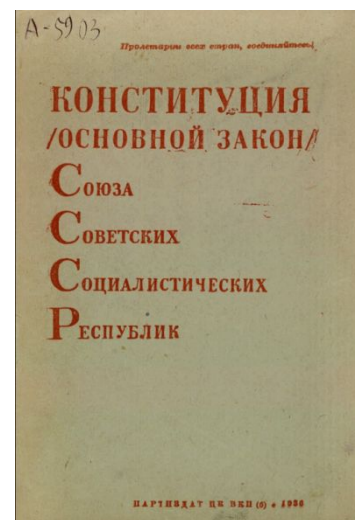 А-5903
Пролетарии всех стран, соединяйтесь!
КОНСТИТУЦИЯ
/ОСНОВНОЙ ЗАКОН/
СОЮЗА
СОВЕТСКИХ
СОЦИАЛИСТИЧЕСКИХ
РЕСПУБЛИК
ПАРТИЗДАТ ЦК ВКП(б) • 1936